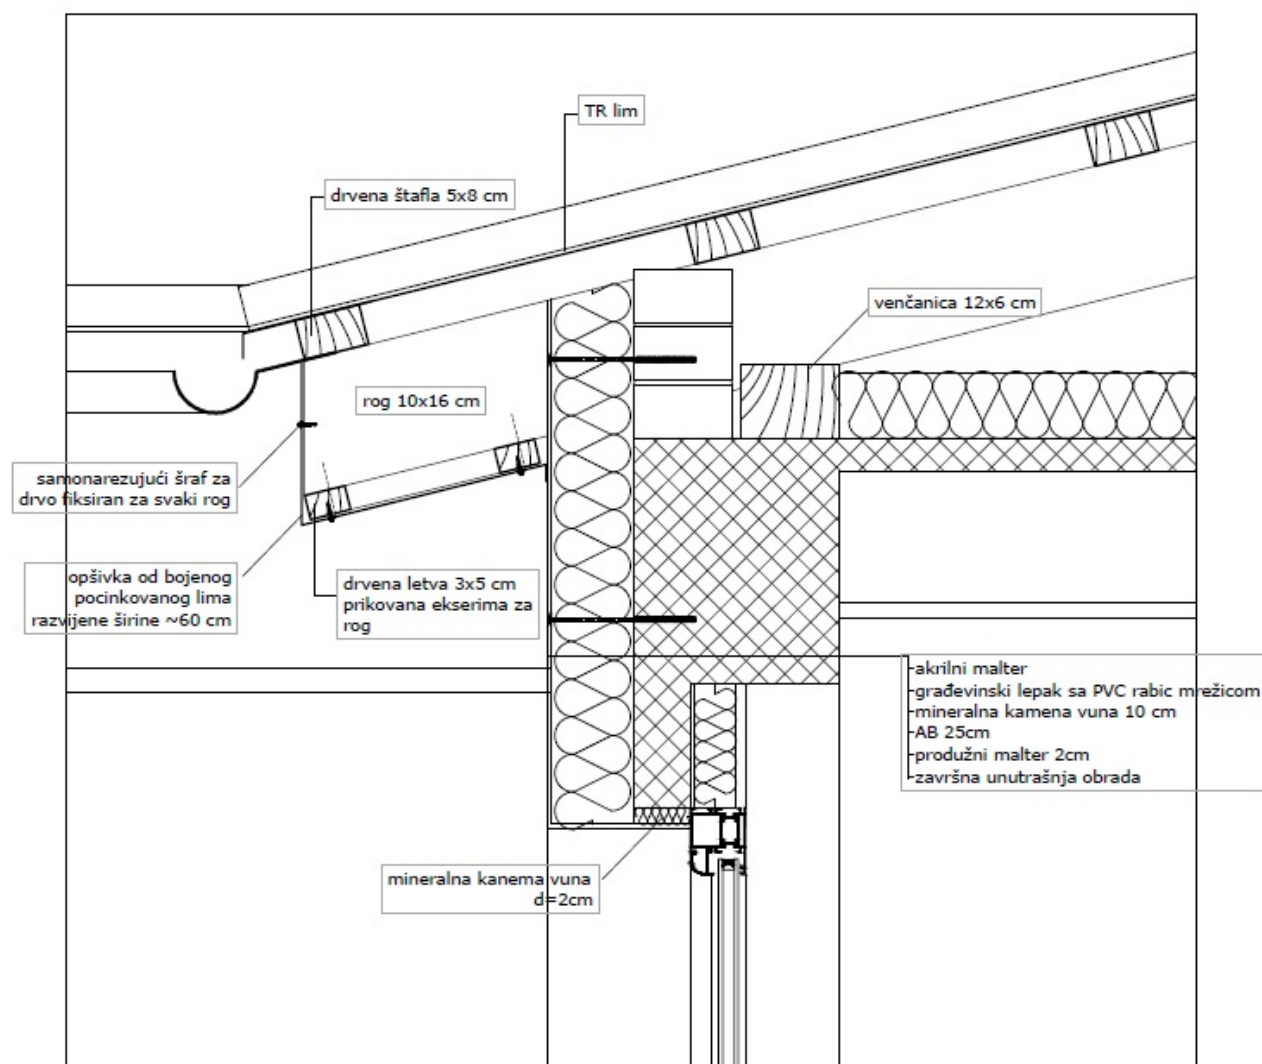 TR lim
drvena štafla 5x8 cm
venčanica 12x6 cm
rog 10x16 cm
samonarezujući šraf za
drvo fiksiran za svaki rog
opšivka od bojenog
pocinkovanog lima
razvijene širine ~60 cm
drvena letva 3x5 cm
prikovana ekserima za
rog
akrilni malter
građevinski lepak sa PVC rabic mrežicom
mineralna kamena vuna 10 cm
AB 25cm
produžni malter 2cm
završna unutrašnja obrada
mineralna kanema vuna
d=2cm